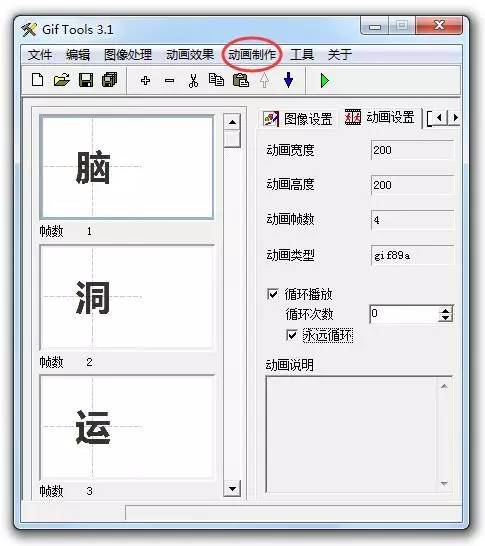 Gif Tools 3.1
文件 编辑 图像处理 动画效果 动画制作 工具 关于
脑
帧数 1
洞
帧数 2
运
帧数 3
图像设置 动画设置
动画宽度 200
动画高度 200
动画帧数 4
动画类型 gif89a
循环播放
循环次数 0
永远循环
动画说明